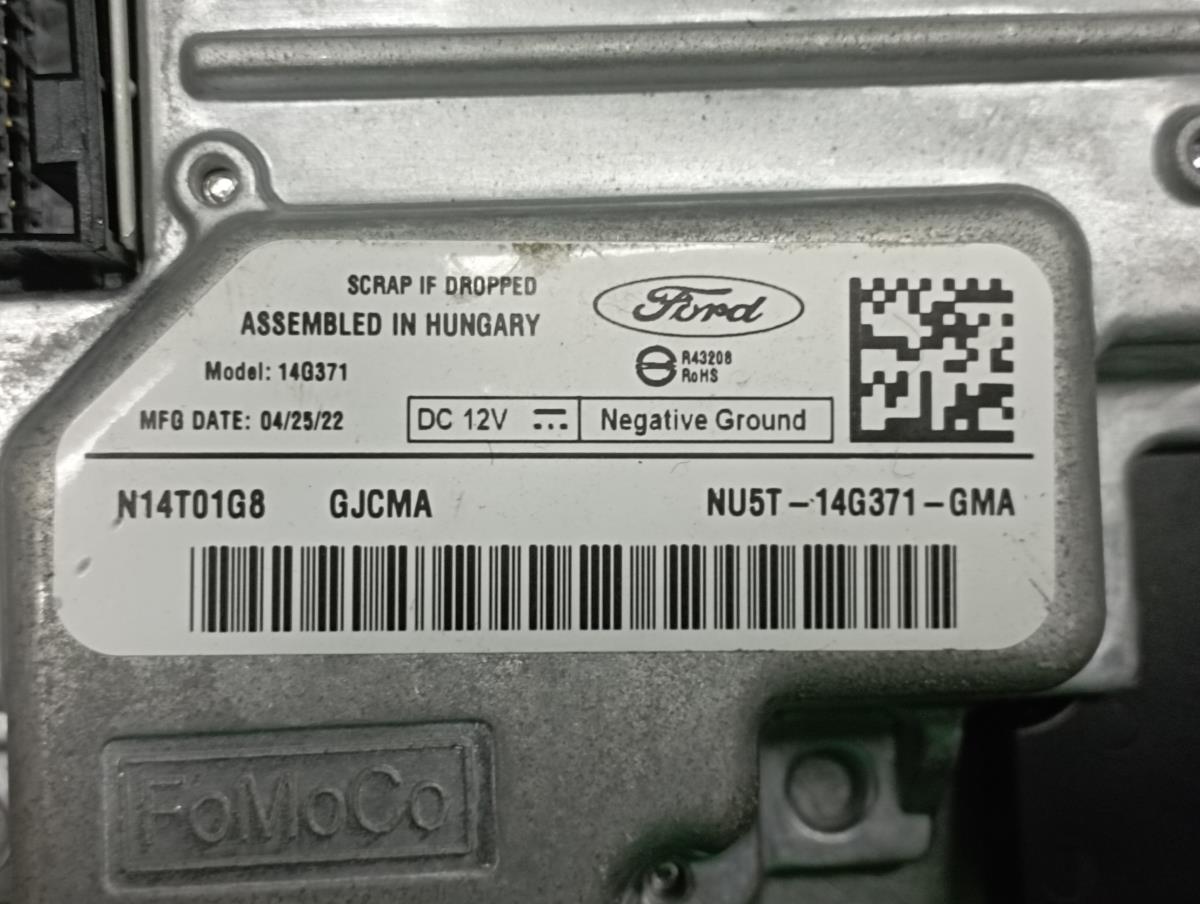 SCRAP IF DROPPED
ASSEMBLED IN HUNGARY
Ford
R43208
RoHS
Model: 14G371
MFG DATE: 04/25/22
DC 12V
Negative Ground
N14T01G8 GJCMA NU5T-14G371-GMA
FoMoCo